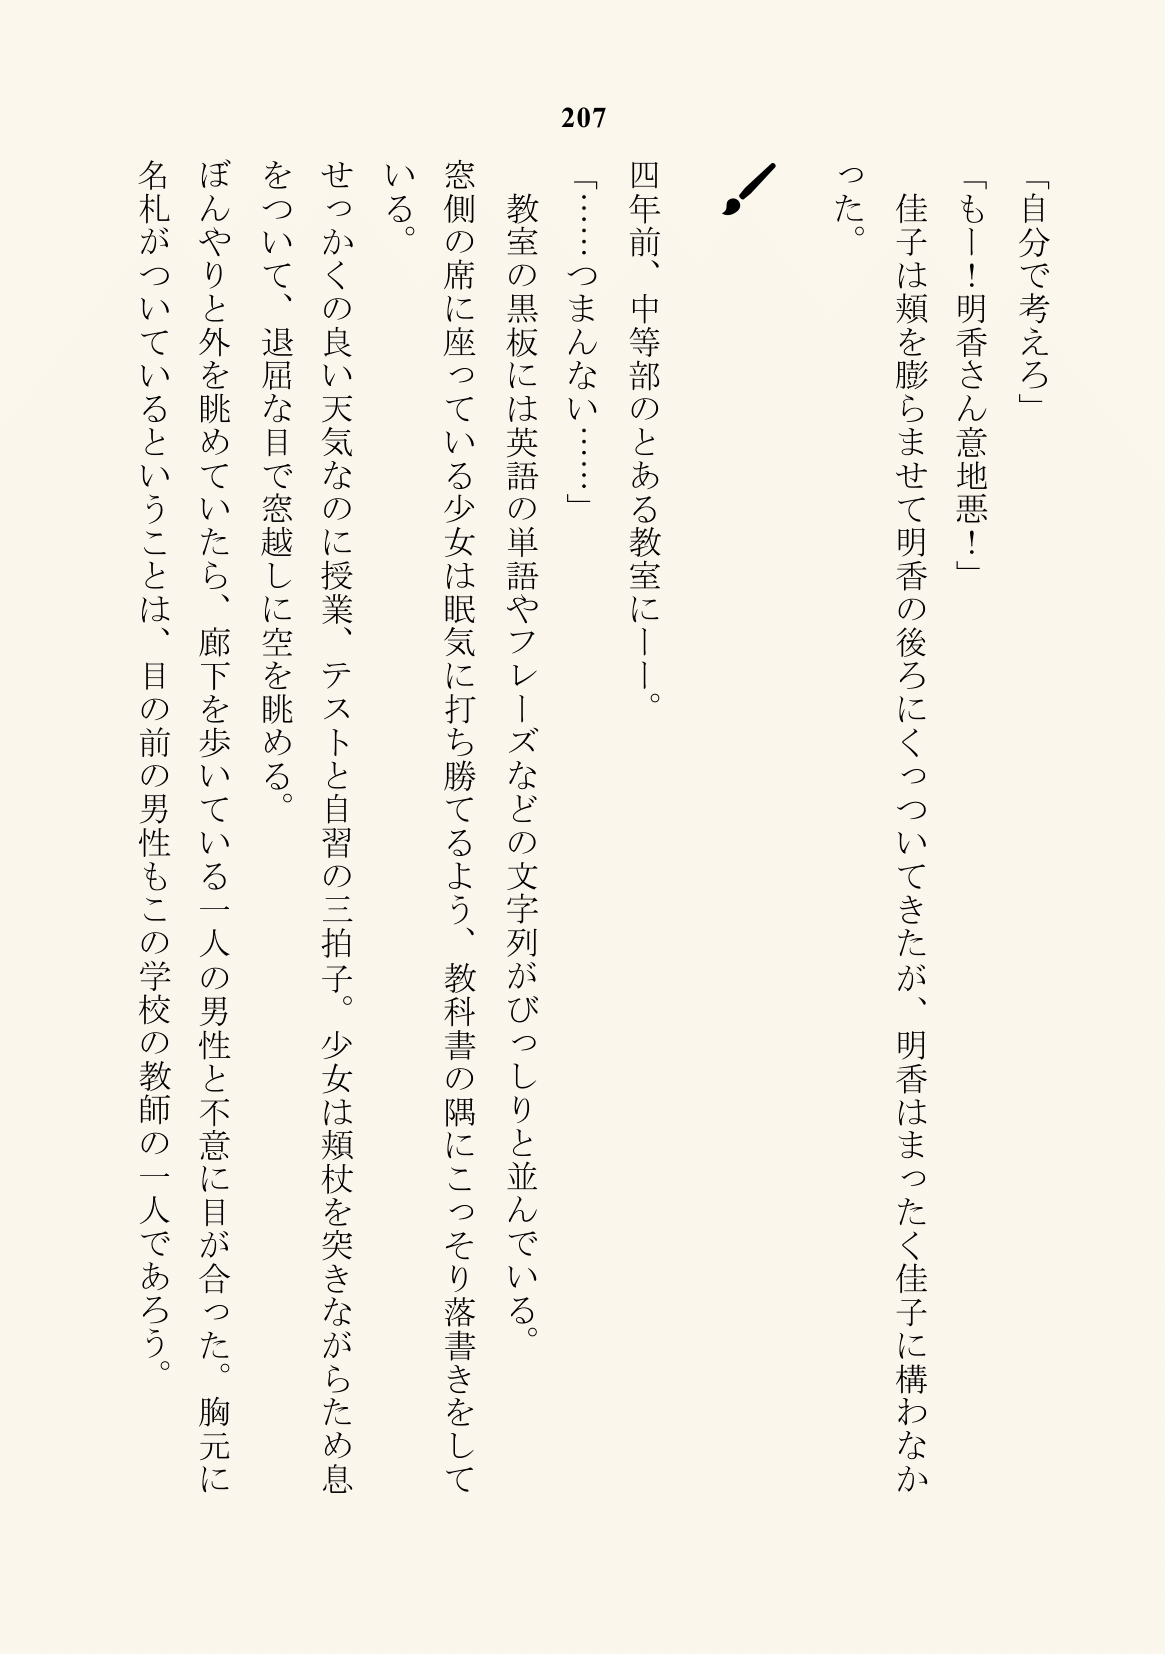 207
「自分で考えろ」
「もー！明香さん意地悪！」
　佳子は頬を膨らませて明香の後ろにくっついてきたが、明香はまったく佳子に構わなか
った。
四年前、中等部のとある教室にーー。
「……つまんない……」
　教室の黒板には英語の単語やフレーズなどの文字列がびっしりと並んでいる。
窓側の席に座っている少女は眠気に打ち勝てるよう、教科書の隅にこっそり落書きをして
いる。
せっかくの良い天気なのに授業、テストと自習の三拍子。少女は頬杖を突きながらため息
をついて、退屈な目で窓越しに空を眺める。
ぼんやりと外を眺めていたら、廊下を歩いている一人の男性と不意に目が合った。胸元に
名札がついているということは、目の前の男性もこの学校の教師の一人であろう。